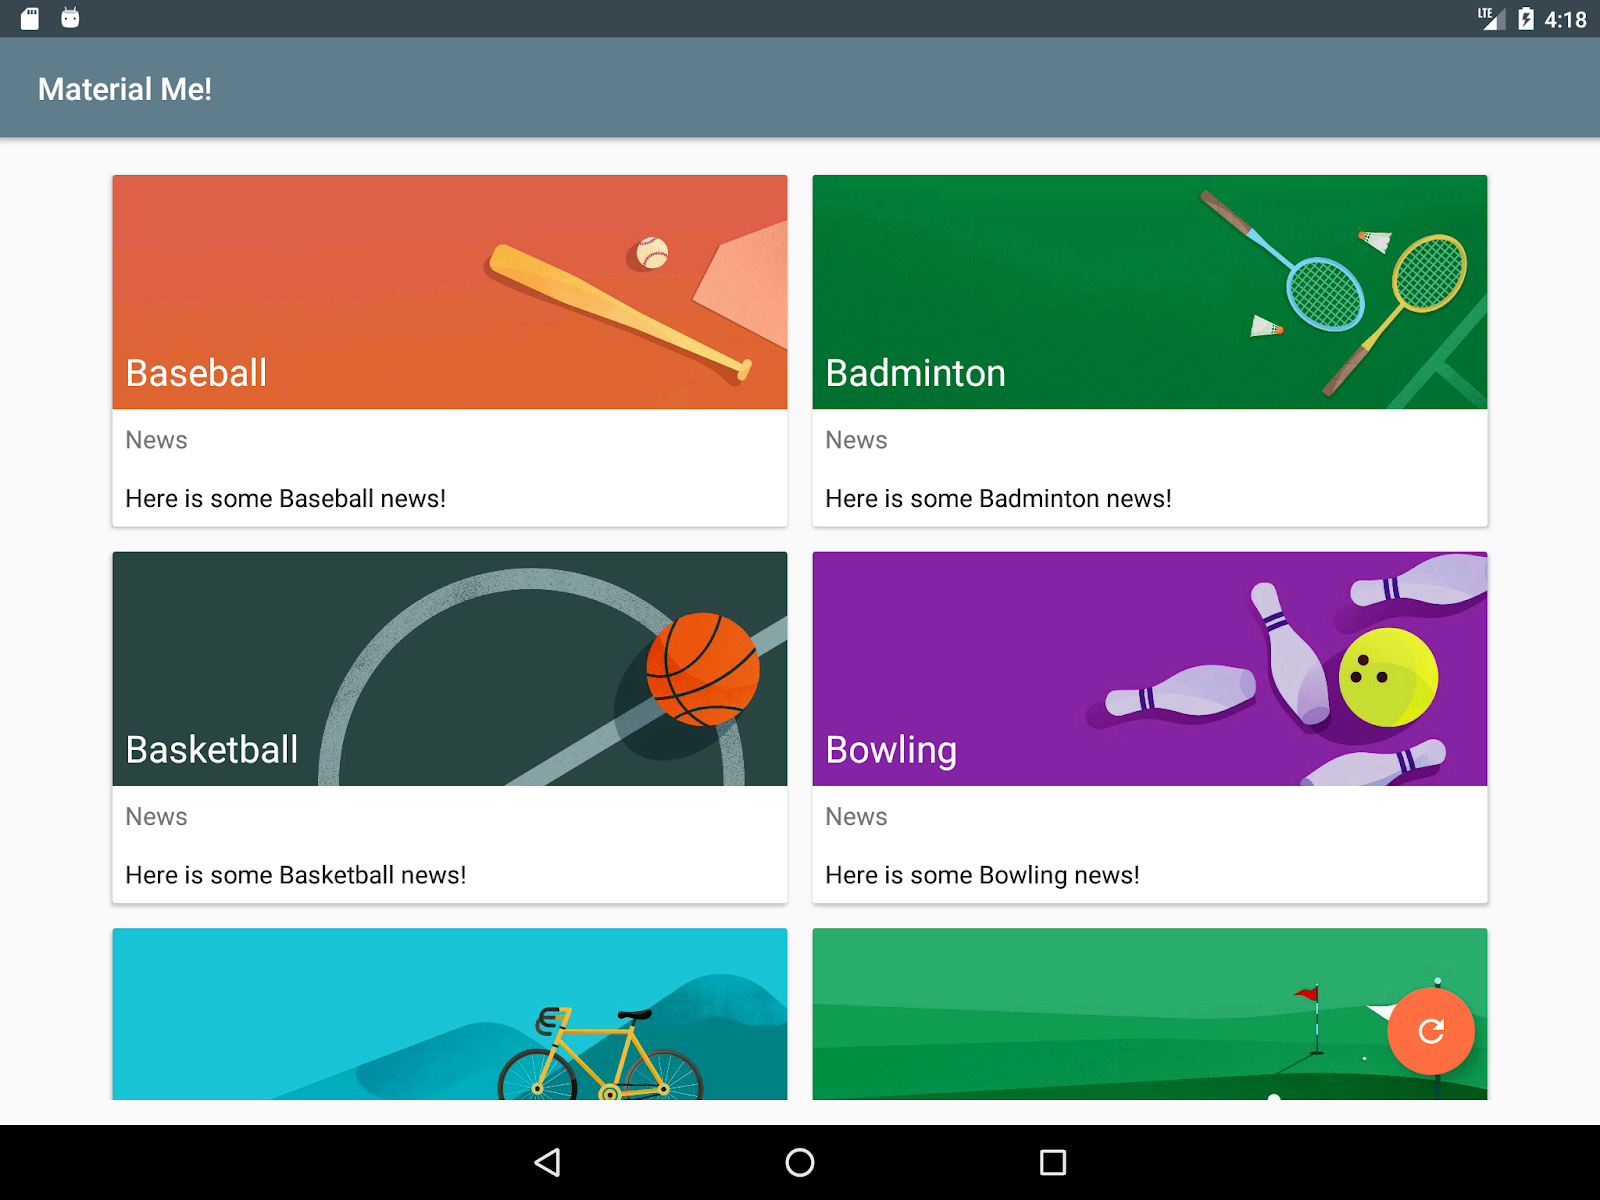 LTE 4:18
Material Me!
Baseball
News
Here is some Baseball news!
Badminton
News
Here is some Badminton news!
Basketball
News
Here is some Basketball news!
Bowling
News
Here is some Bowling news!